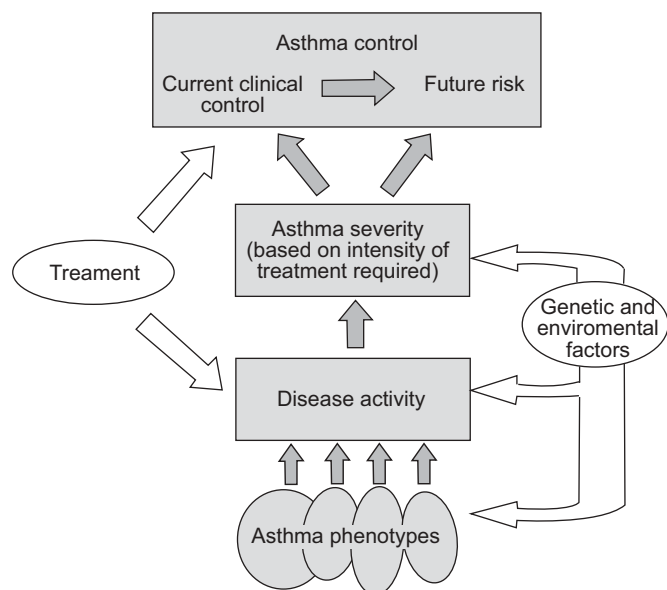 Asthma control
Current clinical
control
Future risk
Asthma severity
(based on intensity of
treatment required)
Treament
Genetic and
enviromental
factors
Disease activity
Asthma phenotypes